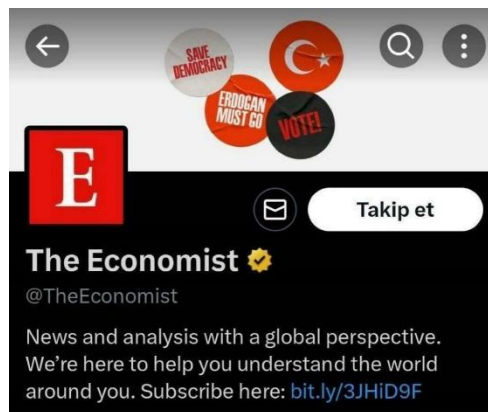 SAVE
DEMOCRACY
ERDOGAN
MUST GO
VOTE!
E
Takip et
The Economist
@TheEconomist
News and analysis with a global perspective.
We’re here to help you understand the world
around you. Subscribe here: bit.ly/3JHiD9F